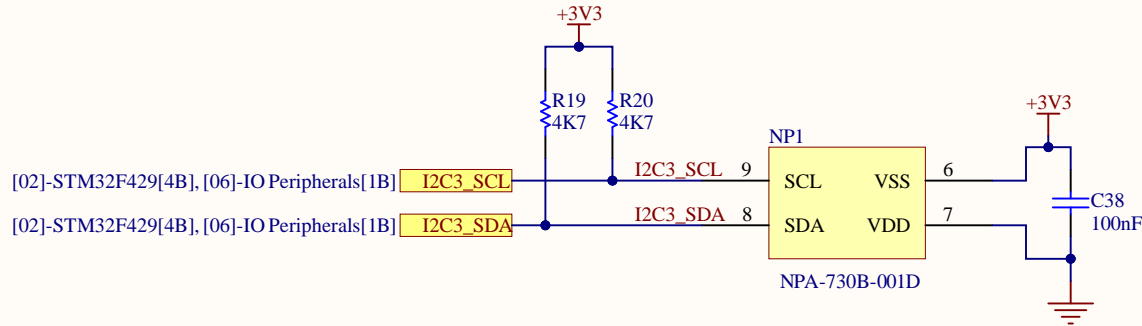 +3V3
R19
4K7
R20
4K7
+3V3
NP1
[02]-STM32F429[4B], [06]-IO Peripherals[1B] I2C3_SCL I2C3_SCL 9 SCL VSS 6
[02]-STM32F429[4B], [06]-IO Peripherals[1B] I2C3_SDA I2C3_SDA 8 SDA VDD 7
C38
100nF
NPA-730B-001D